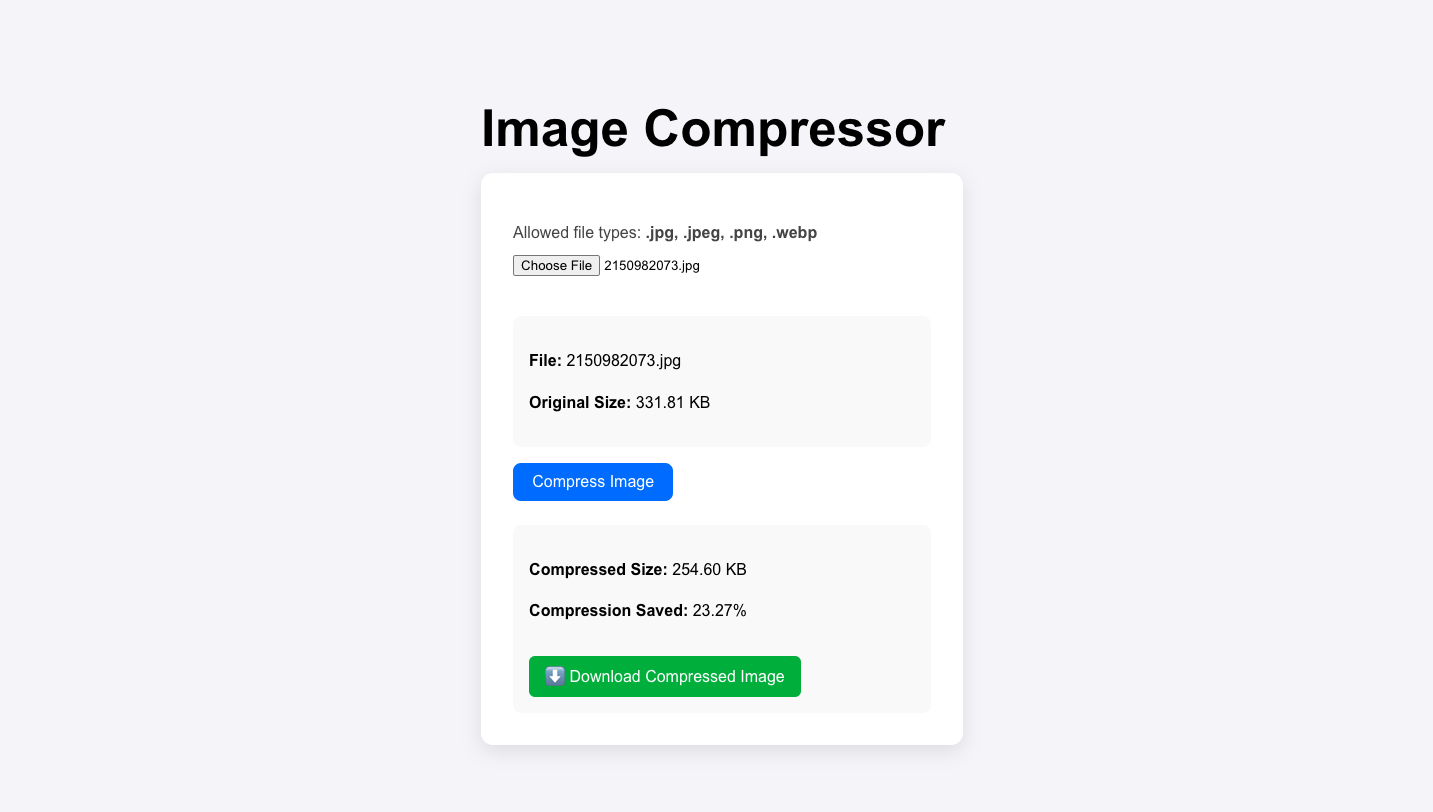 Image Compressor
Allowed file types: .jpg, .jpeg, .png, .webp
Choose File 2150982073.jpg
File: 2150982073.jpg
Original Size: 331.81 KB
Compress Image
Compressed Size: 254.60 KB
Compression Saved: 23.27%
⬇️ Download Compressed Image